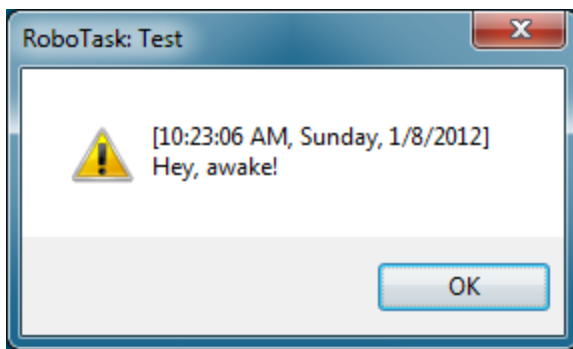 RoboTask: Test
[10:23:06 AM, Sunday, 1/8/2012]
Hey, awake!
OK